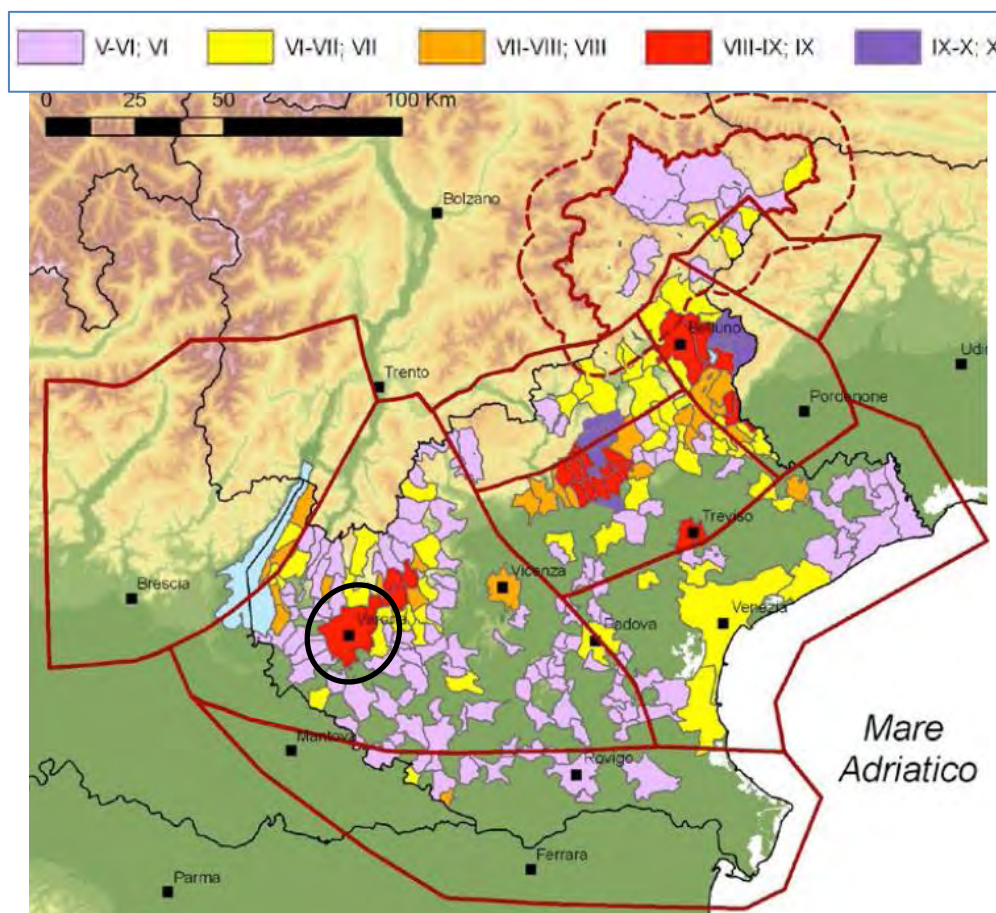 V-VI; VI VI-VII; VII VII-VIII; VIII VIII-IX; IX IX-X; X
0 25 50 100 Km
Bolzano
Belluno
Udin
Trento
Pordenone
Treviso
Brescia
Vicenza
Venezia
Verona
Padova
Mare
Adriatico
Mantova
Rovigo
Ferrara
Parma